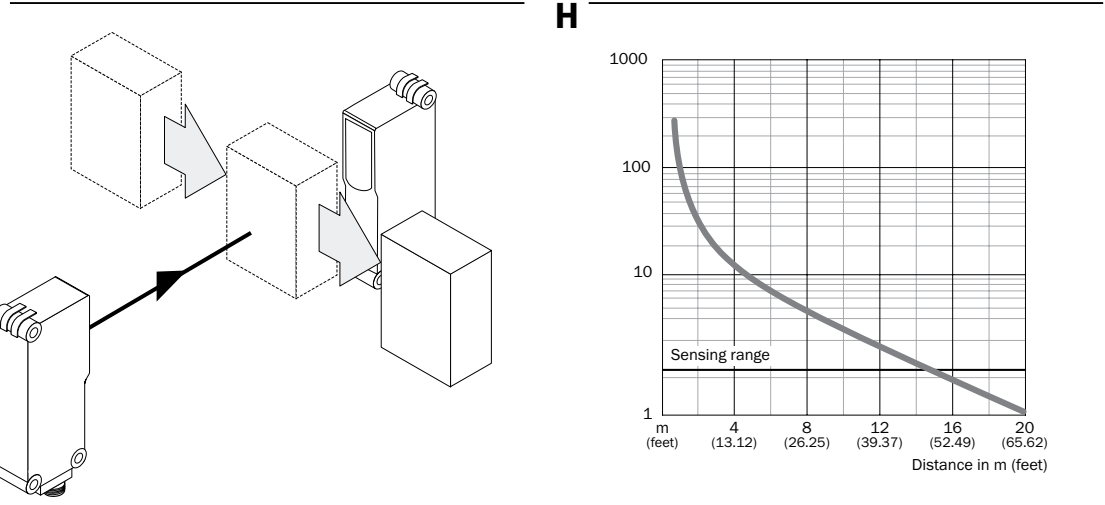 H
1000
100
10
Sensing range
1
m 4 8 12 16 20
(feet) (13.12) (26.25) (39.37) (52.49) (65.62)
Distance in m (feet)